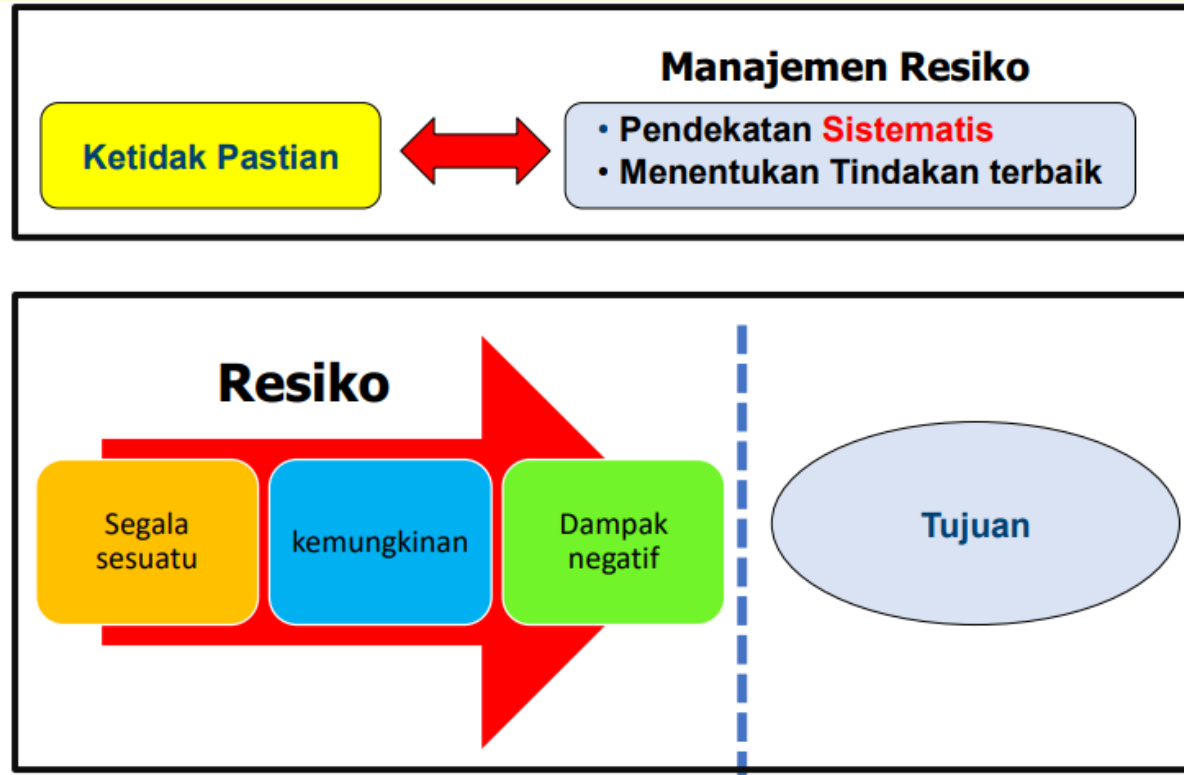 Manajemen Resiko
Ketidak Pastian
• Pendekatan Sistematis
• Menentukan Tindakan terbaik
Resiko
Segala
sesuatu
kemungkinan
Dampak
negatif
Tujuan